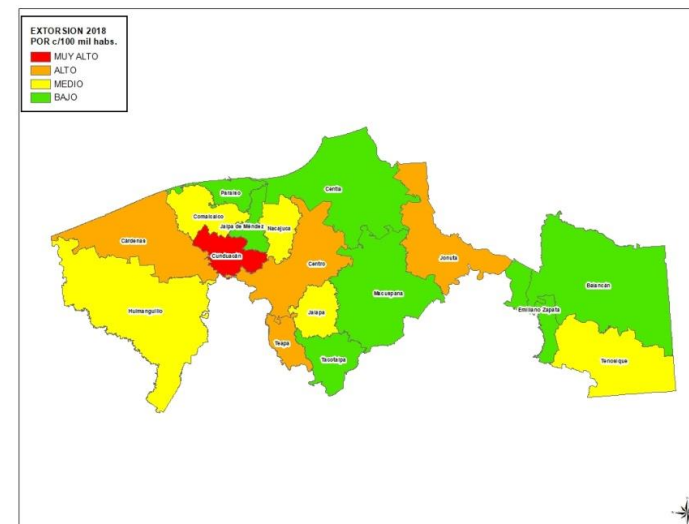 EXTORSION 2018
POR c/100 mil habs.
MUY ALTO
ALTO
MEDIO
BAJO
Paraiso
Centla
Comalcalco
Jalpa de Méndez
Nacajuca
Cárdenas
Cunduacán
Centro
Jonuta
Balancán
Macuspana
Huimanguillo
Jalapa
Emiliano Zapata
Teapa
Tacotalpa
Tenosique